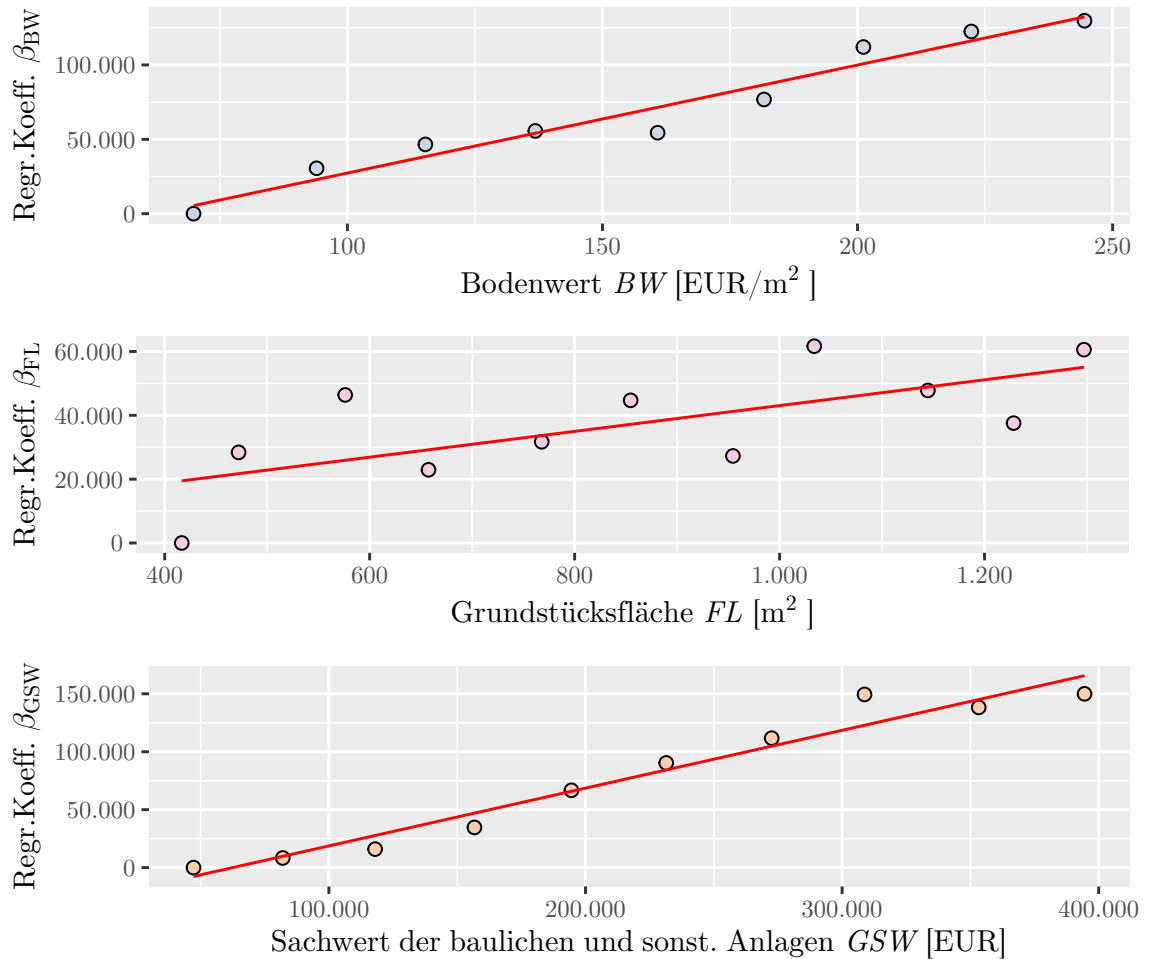 Regr.Koeff. βBW
100.000
50.000
0
100 150 200 250
Bodenwert BW [EUR/m² ]
Regr.Koeff. βFL
60.000
40.000
20.000
0
400 600 800 1.000 1.200
Grundstücksfläche FL [m² ]
Regr.Koeff. βGSW
150.000
100.000
50.000
0
100.000 200.000 300.000 400.000
Sachwert der baulichen und sonst. Anlagen GSW [EUR]